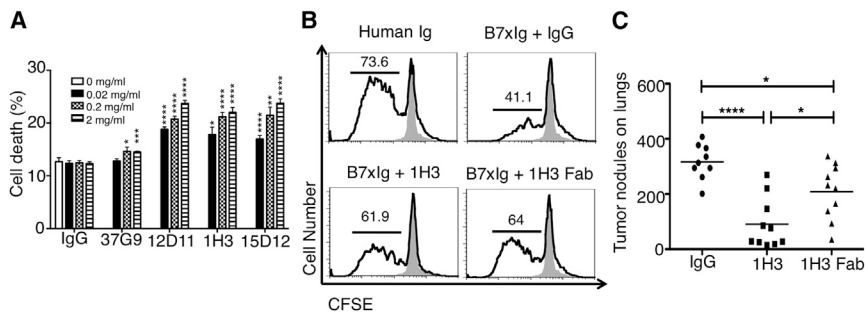 A
Cell death (%)
30
20
10
0
0 mg/ml
0.02 mg/ml
0.2 mg/ml
2 mg/ml
* *** **** **** **** ** **** **** **** *** ****
IgG 37G9 12D11 1H3 15D12
B
Human Ig B7xIg + IgG
73.6 41.1
B7xIg + 1H3 B7xIg + 1H3 Fab
61.9 64
Cell Number
CFSE
C
Tumor nodules on lungs
600
400
200
0
*
**** *
IgG 1H3 1H3 Fab